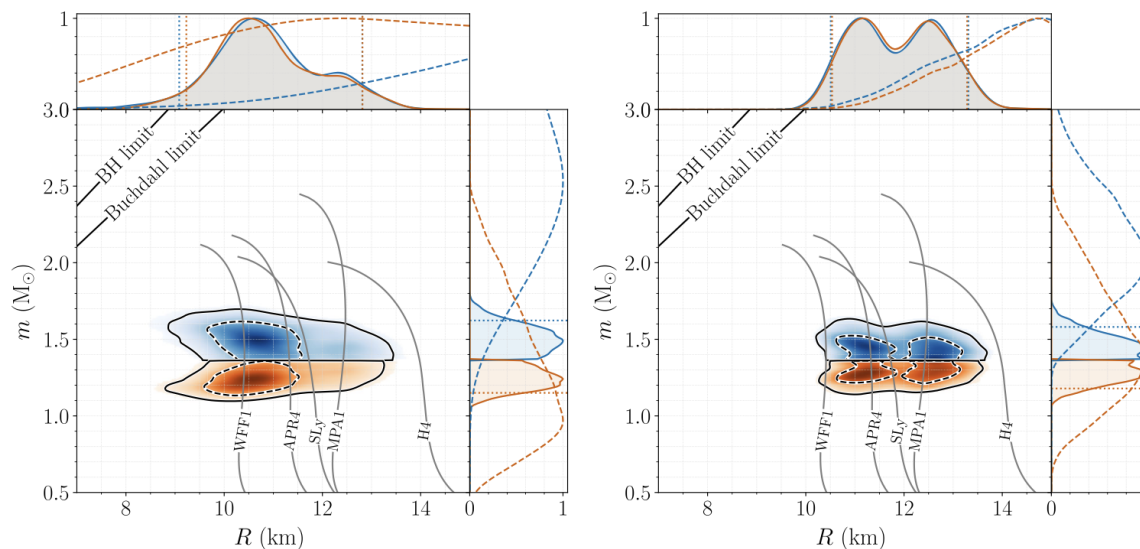 1
3.0
2.5
2.0
1.5
1.0
0.5
m (M⊙)
BH limit
Buchdahl limit
WFF1
APR4
SLy
MPA1
H4
8
10
12
14
0
1
R (km)
1
3.0
2.5
2.0
1.5
1.0
0.5
m (M⊙)
BH limit
Buchdahl limit
WFF1
APR4
SLy
MPA1
H4
8
10
12
14
0
R (km)